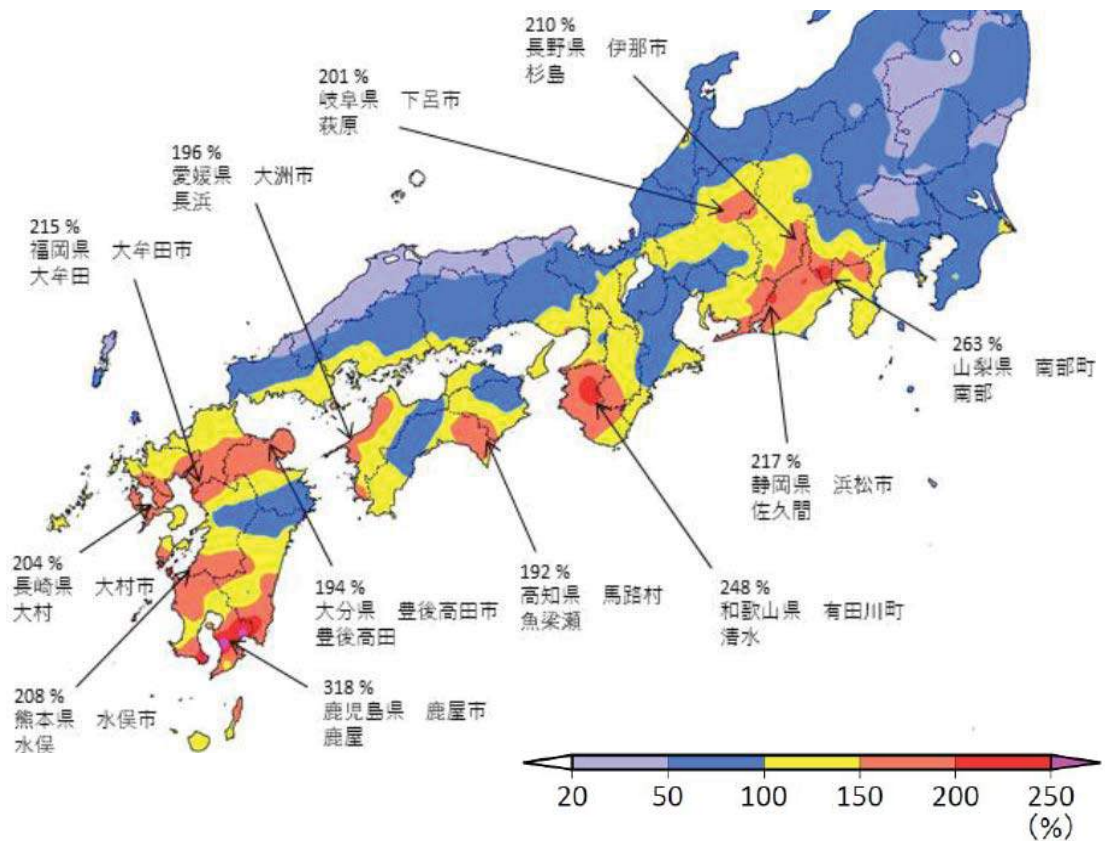 210 %
長野県　伊那市
杉島
201 %
岐阜県　下呂市
萩原
196 %
愛媛県　大洲市
長浜
215 %
福岡県　大牟田市
大牟田
263 %
山梨県　南部町
南部
217 %
静岡県　浜松市
佐久間
204 %
長崎県　大村市
大村
194 %
大分県　豊後高田市
豊後高田
192 %
高知県　馬路村
魚梁瀬
248 %
和歌山県　有田川町
清水
208 %
熊本県　水俣市
水俣
318 %
鹿児島県　鹿屋市
鹿屋
20 50 100 150 200 250
(%)